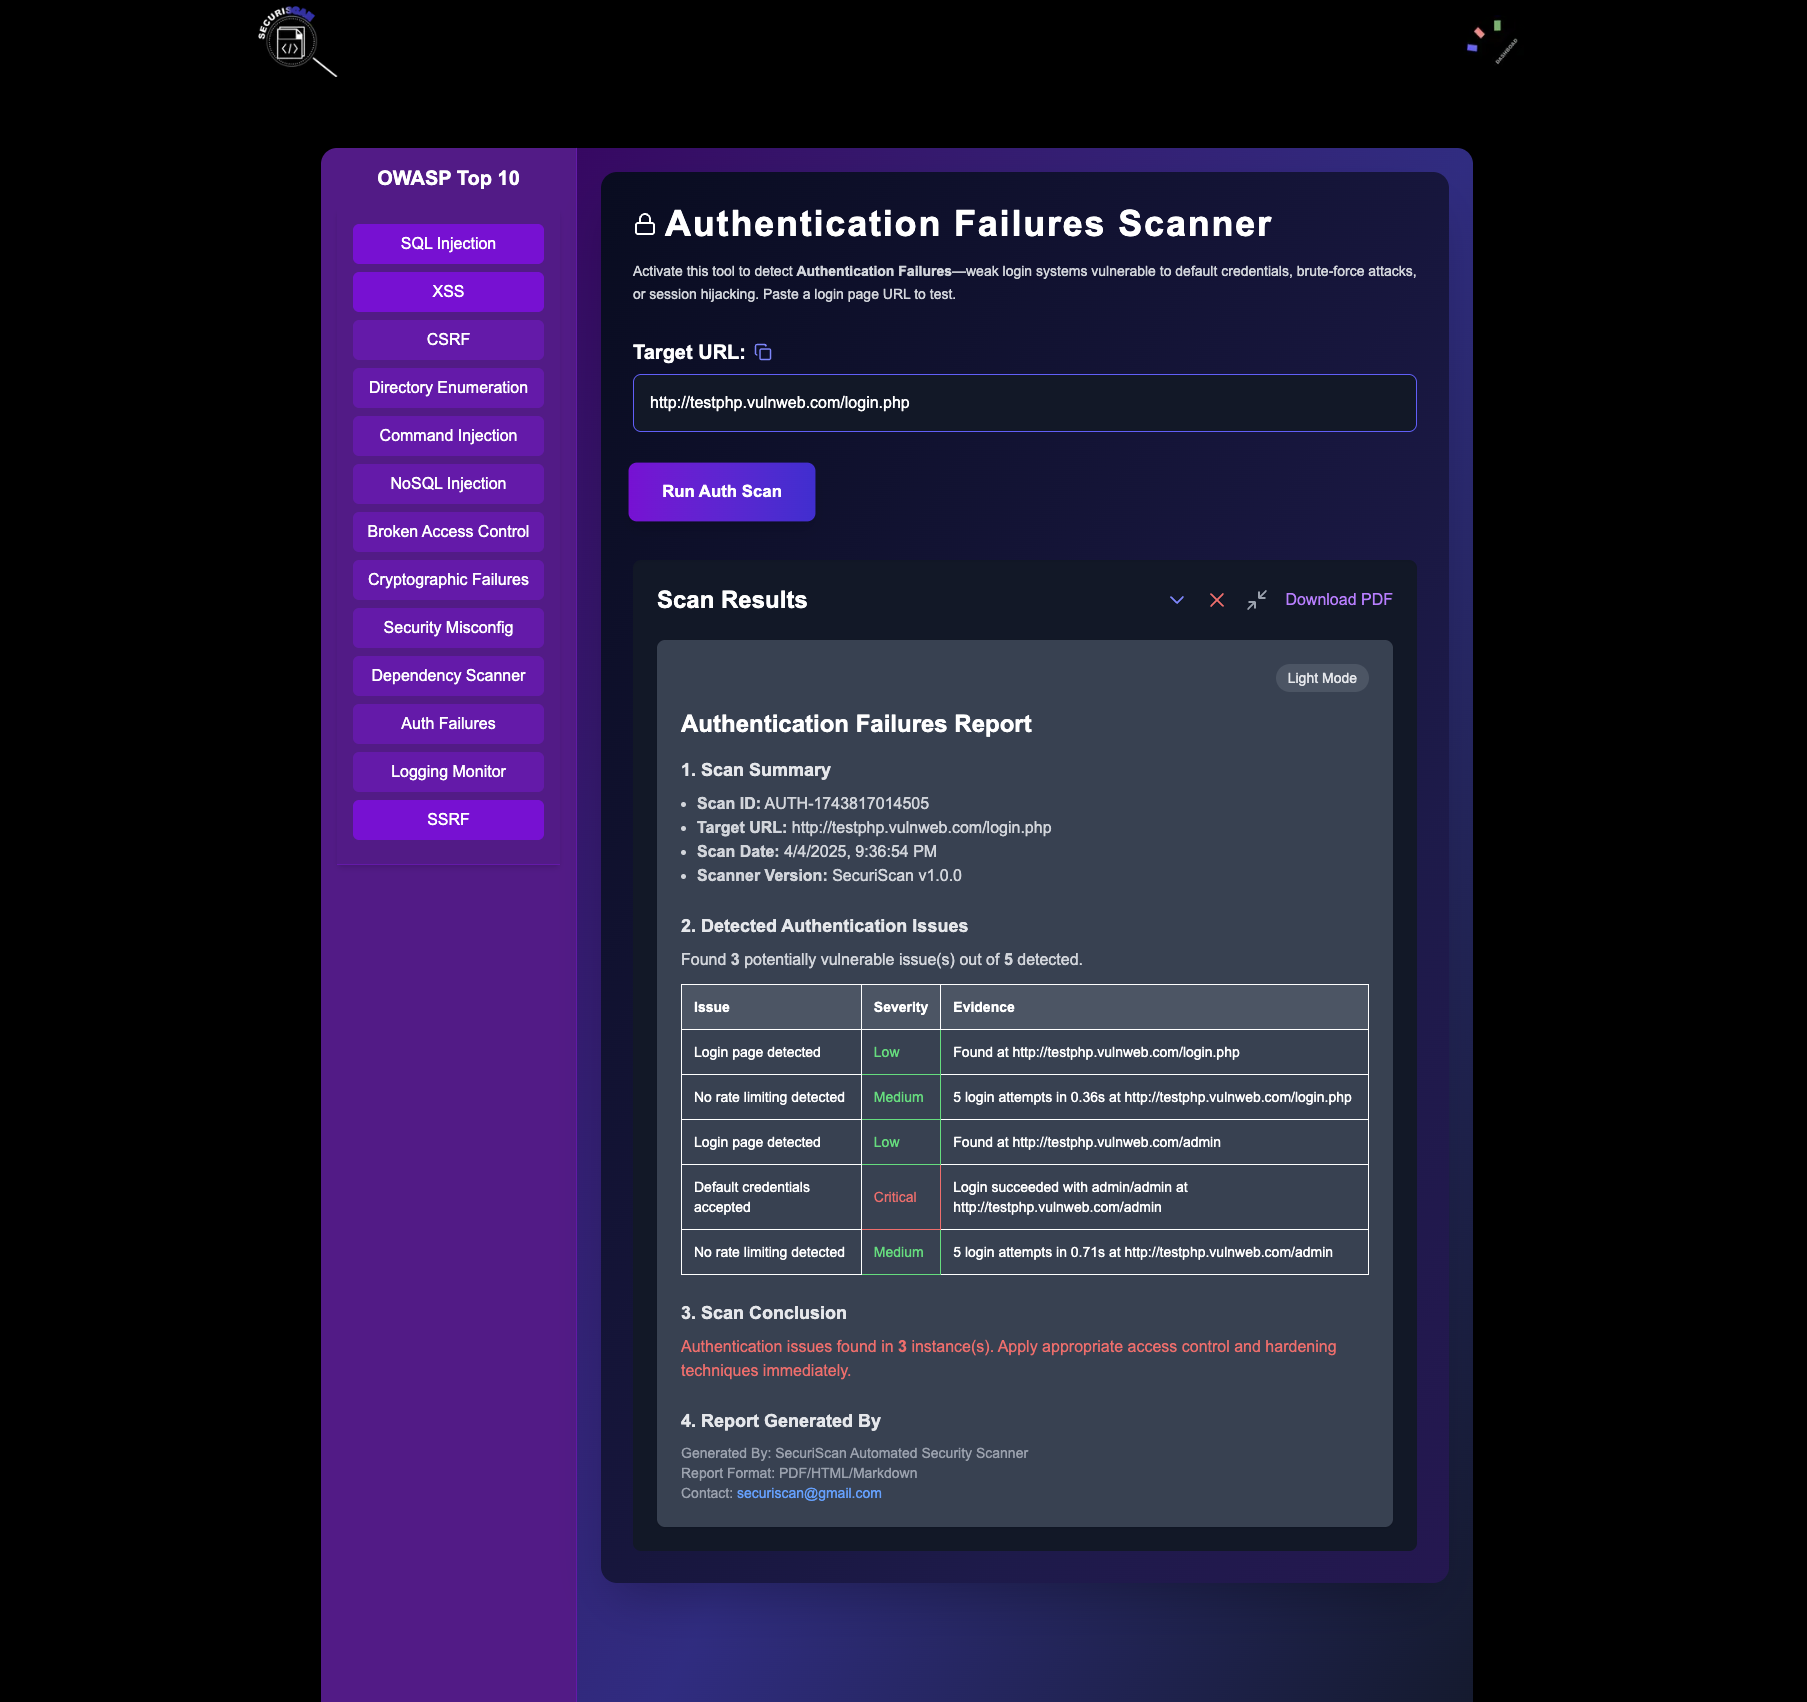 SECURISCAN
DASHBOARD
OWASP Top 10
SQL Injection
XSS
CSRF
Directory Enumeration
Command Injection
NoSQL Injection
Broken Access Control
Cryptographic Failures
Security Misconfig
Dependency Scanner
Auth Failures
Logging Monitor
SSRF
Authentication Failures Scanner
Activate this tool to detect Authentication Failures—weak login systems vulnerable to default credentials, brute-force attacks,
or session hijacking. Paste a login page URL to test.
Target URL:
http://testphp.vulnweb.com/login.php
Run Auth Scan
Scan Results
Download PDF
Light Mode
Authentication Failures Report
1. Scan Summary
• Scan ID: AUTH-1743817014505
• Target URL: http://testphp.vulnweb.com/login.php
• Scan Date: 4/4/2025, 9:36:54 PM
• Scanner Version: SecuriScan v1.0.0
2. Detected Authentication Issues
Found 3 potentially vulnerable issue(s) out of 5 detected.
Issue Severity Evidence
Login page detected Low Found at http://testphp.vulnweb.com/login.php
No rate limiting detected Medium 5 login attempts in 0.36s at http://testphp.vulnweb.com/login.php
Login page detected Low Found at http://testphp.vulnweb.com/admin
Default credentials accepted Critical Login succeeded with admin/admin at http://testphp.vulnweb.com/admin
No rate limiting detected Medium 5 login attempts in 0.71s at http://testphp.vulnweb.com/admin
3. Scan Conclusion
Authentication issues found in 3 instance(s). Apply appropriate access control and hardening
techniques immediately.
4. Report Generated By
Generated By: SecuriScan Automated Security Scanner
Report Format: PDF/HTML/Markdown
Contact: securiscan@gmail.com